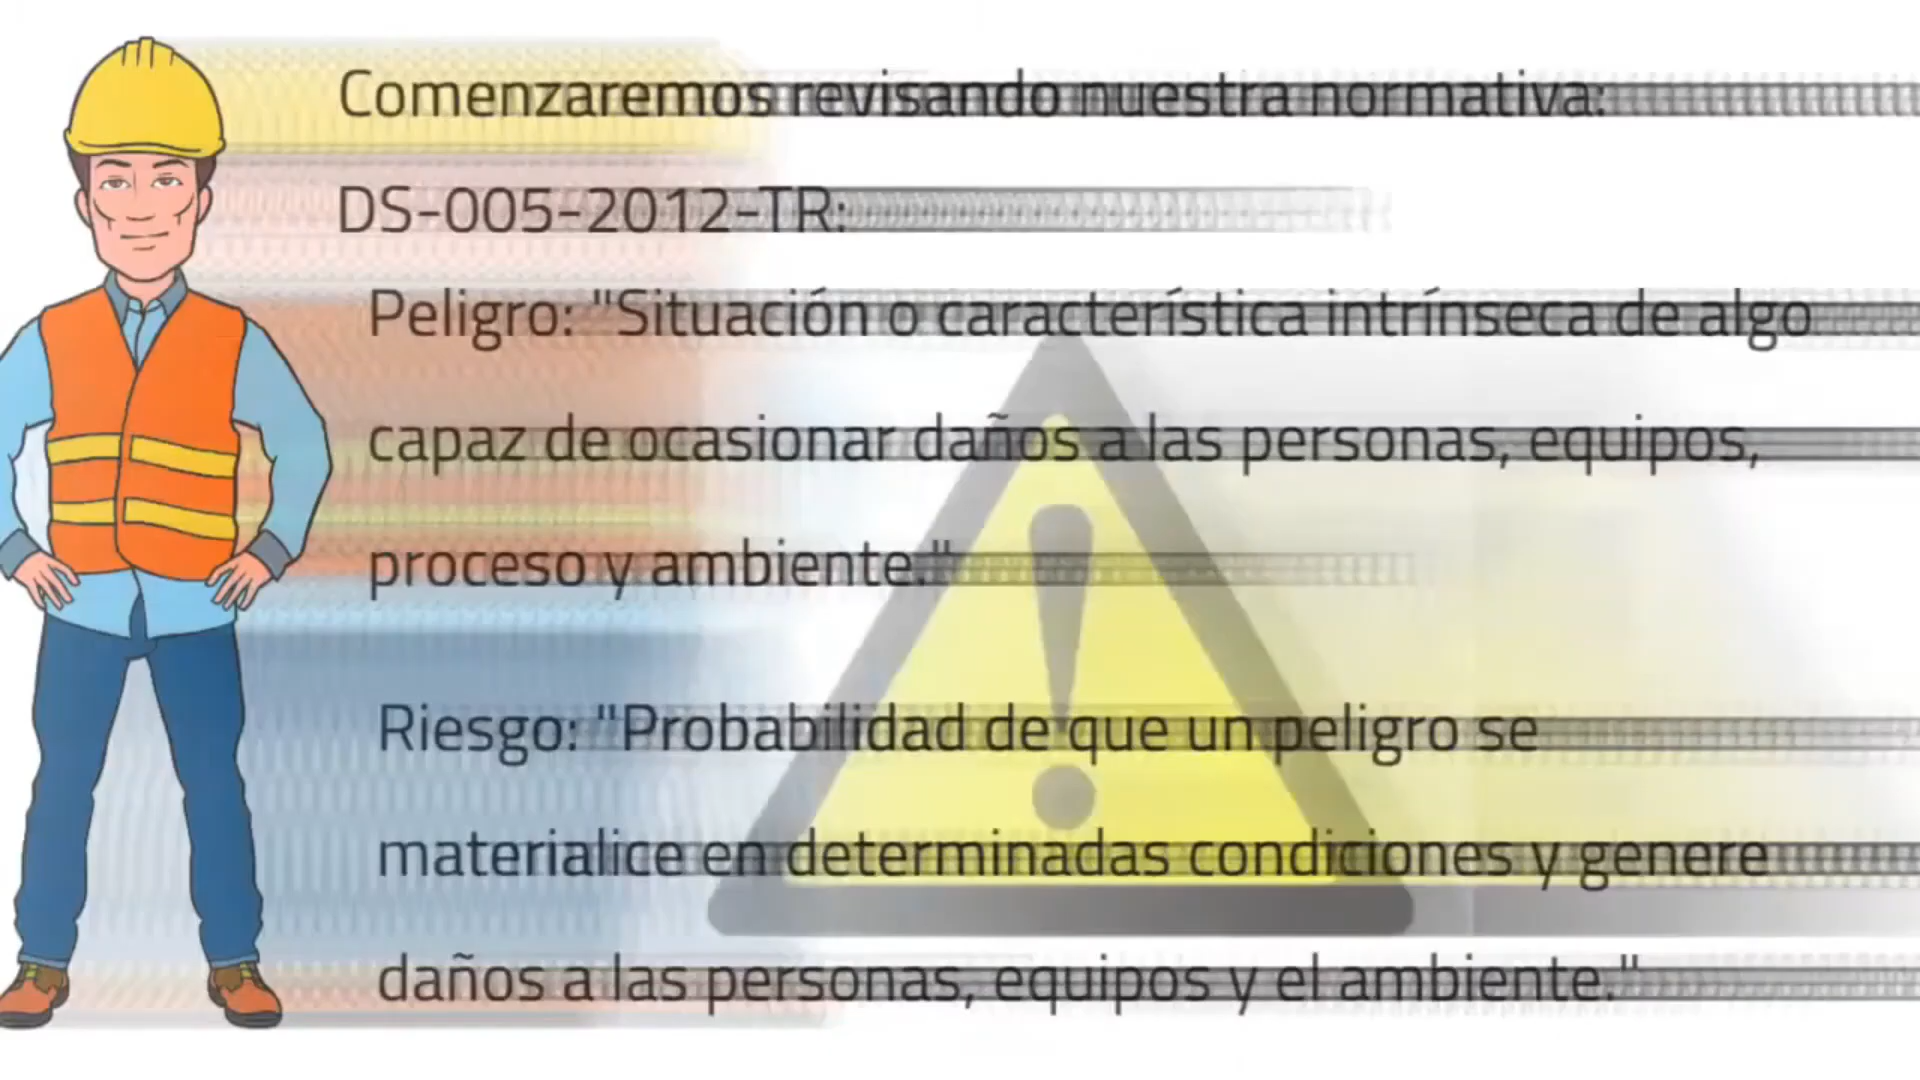 Comenzaremos revisando nuestra normativa:
DS-005-2012-TR:
Peligro: "Situación o característica intrínseca de algo
capaz de ocasionar daños a las personas, equipos,
proceso y ambiente."
Riesgo: "Probabilidad de que un peligro se
materialice en determinadas condiciones y genere
daños a las personas, equipos y el ambiente."